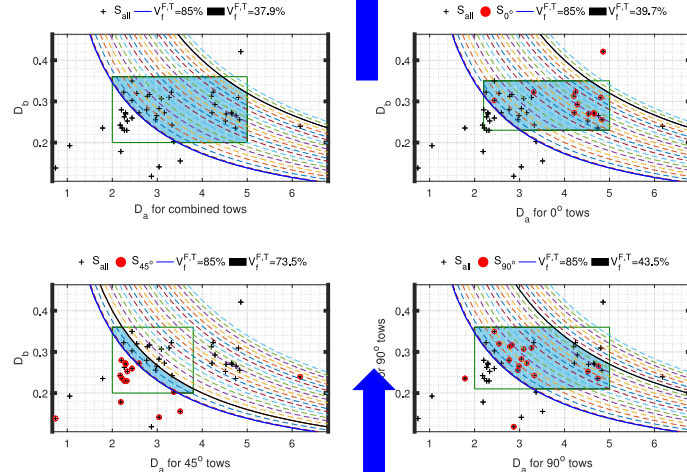 + S_all — V_f^{F,T}=85% ■ V_f^{F,T}=37.9%
+ S_all ● S_0° — V_f^{F,T}=85% ■ V_f^{F,T}=39.7%
0.4
0.3
0.2
D_b
1 2 3 4 5 6
D_a for combined tows
0.4
0.3
0.2
D_b
1 2 3 4 5 6
D_a for 0° tows
+ S_all ● S_45° — V_f^{F,T}=85% ■ V_f^{F,T}=73.5%
+ S_all ● S_90° — V_f^{F,T}=85% ■ V_f^{F,T}=43.5%
0.4
0.3
0.2
D_b
1 2 3 4 5 6
D_a for 45° tows
0.4
0.3
0.2
90° tows
1 2 3 4 5 6
D_a for 90° tows